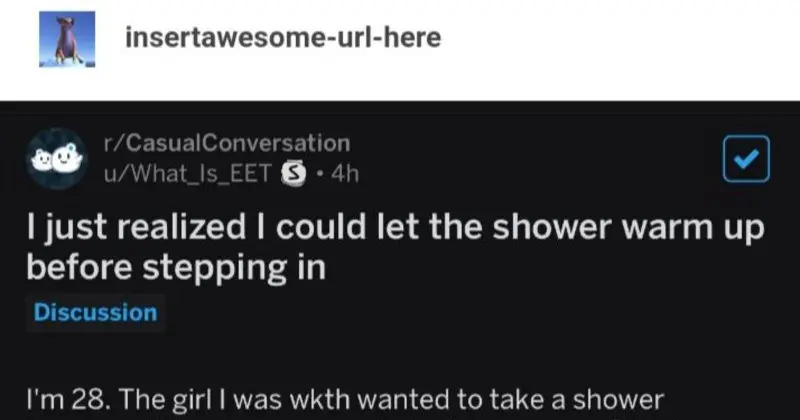 insertawesome-url-here
r/CasualConversation
u/What_Is_EET S • 4h
I just realized I could let the shower warm up
before stepping in
Discussion
I'm 28. The girl I was wkth wanted to take a shower